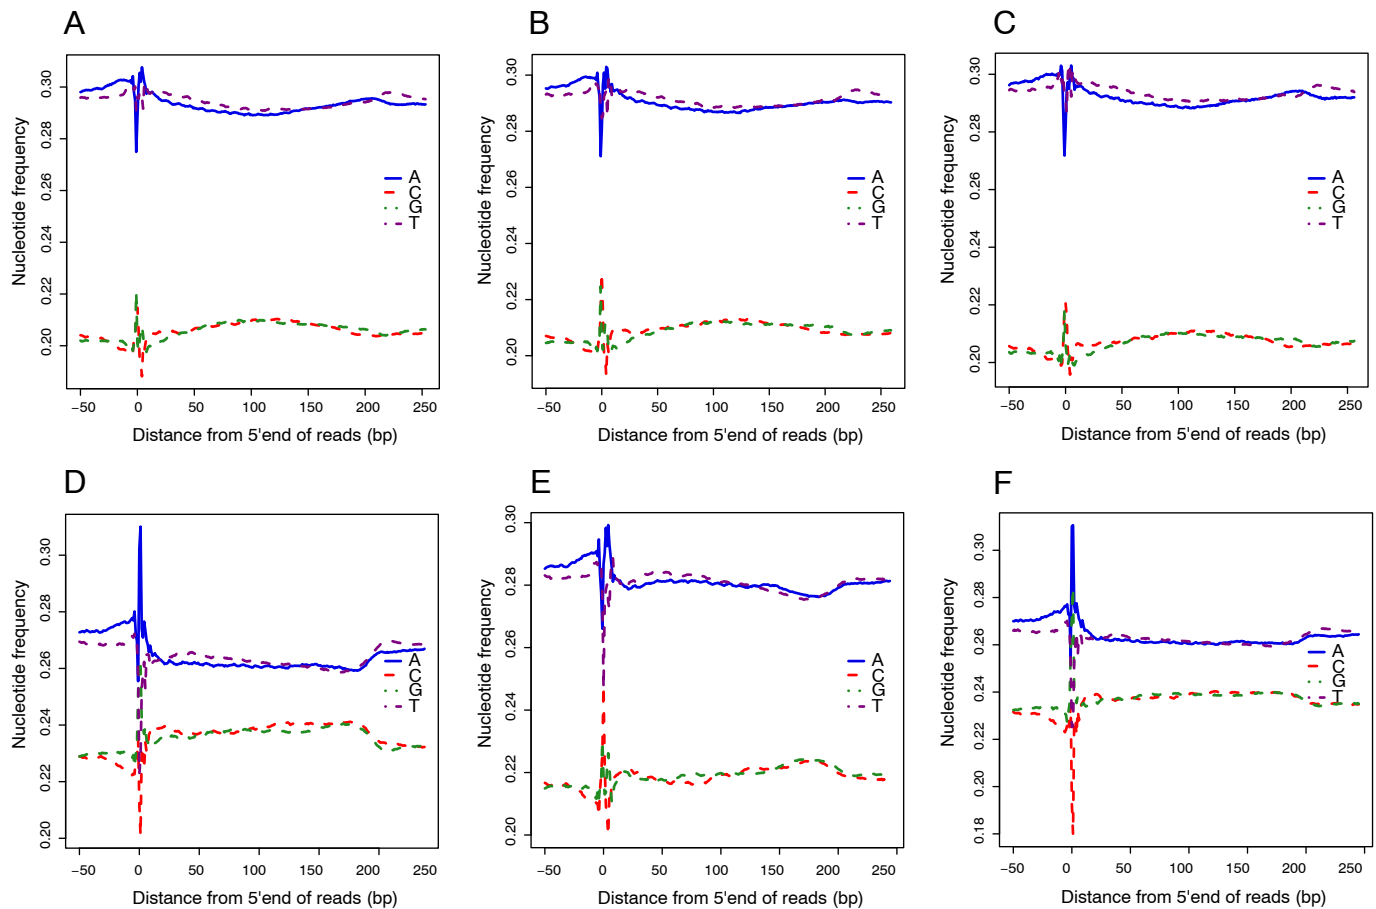 A
B
C
Nucleotide frequency
0.20 0.22 0.24 0.26 0.28 0.30
A
C
G
T
−50 0 50 100 150 200 250
Distance from 5'end of reads (bp)
Nucleotide frequency
0.20 0.22 0.24 0.26 0.28 0.30
A
C
G
T
−50 0 50 100 150 200 250
Distance from 5'end of reads (bp)
Nucleotide frequency
0.20 0.22 0.24 0.26 0.28 0.30
A
C
G
T
−50 0 50 100 150 200 250
Distance from 5'end of reads (bp)
D
E
F
Nucleotide frequency
0.20 0.22 0.24 0.26 0.28 0.30
A
C
G
T
−50 0 50 100 150 200 250
Distance from 5'end of reads (bp)
Nucleotide frequency
0.20 0.22 0.24 0.26 0.28 0.30
A
C
G
T
−50 0 50 100 150 200 250
Distance from 5'end of reads (bp)
Nucleotide frequency
0.18 0.20 0.22 0.24 0.26 0.28 0.30
A
C
G
T
−50 0 50 100 150 200 250
Distance from 5'end of reads (bp)